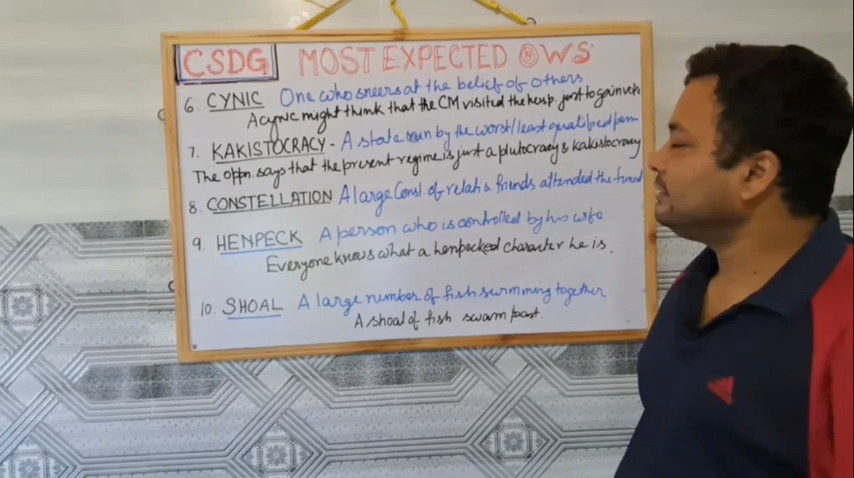 CSDG MOST EXPECTED OWS
6. CYNIC One who sneers at the belief of others
A cynic might think that the CM visited the hosp. just to gain
7. KAKISTOCRACY - A state run by the worst/least qualified
The oppn. says that the present regime is just a plutocracy & kakistocracy
8. CONSTELLATION A large Const. of relat. & friends attended the funeral
9. HENPECK A person who is controlled by his wife
Everyone knows what a henpecked character he is.
10. SHOAL A large number of fish swimming together
A shoal of fish swam past.